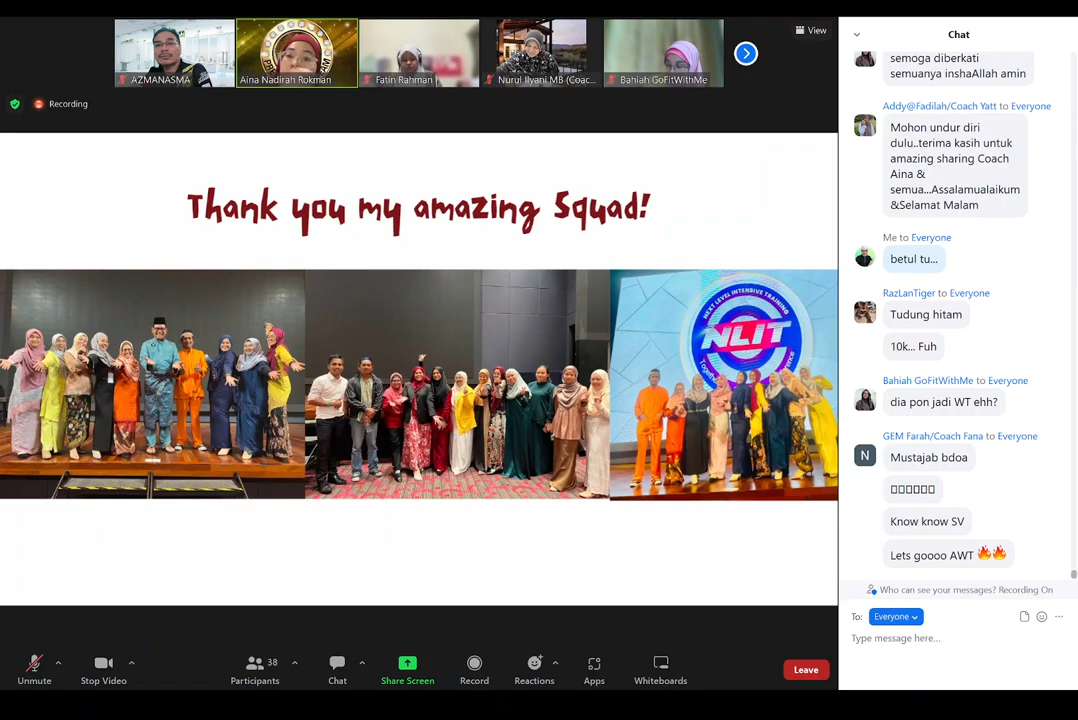 AZMANASMA
Aina Nadirah Rokman
Fatin Rahman
Nurul Ilyani MB (Coac...
Bahiah GoFitWithMe
View
Recording
Thank you my amazing Squad!
NEXT LEVEL INTENSIVE TRAINING
NLIT
Unmute
Stop Video
Participants
38
Chat
Share Screen
Record
Reactions
Apps
Whiteboards
Leave
Chat
semoga diberkati
semuanya inshaAllah amin
Addy@Fadilah/Coach Yatt to Everyone
Mohon undur diri
dulu..terima kasih untuk
amazing sharing Coach
Aina &
semua...Assalamualaikum
&Selamat Malam
Me to Everyone
betul tu...
RazLanTiger to Everyone
Tudung hitam
10k... Fuh
Bahiah GoFitWithMe to Everyone
dia pon jadi WT ehh?
GEM Farah/Coach Fana to Everyone
N
Mustajab bdoa
Know know SV
Lets goooo AWT 🔥🔥
Who can see your messages? Recording On
To: Everyone
Type message here...